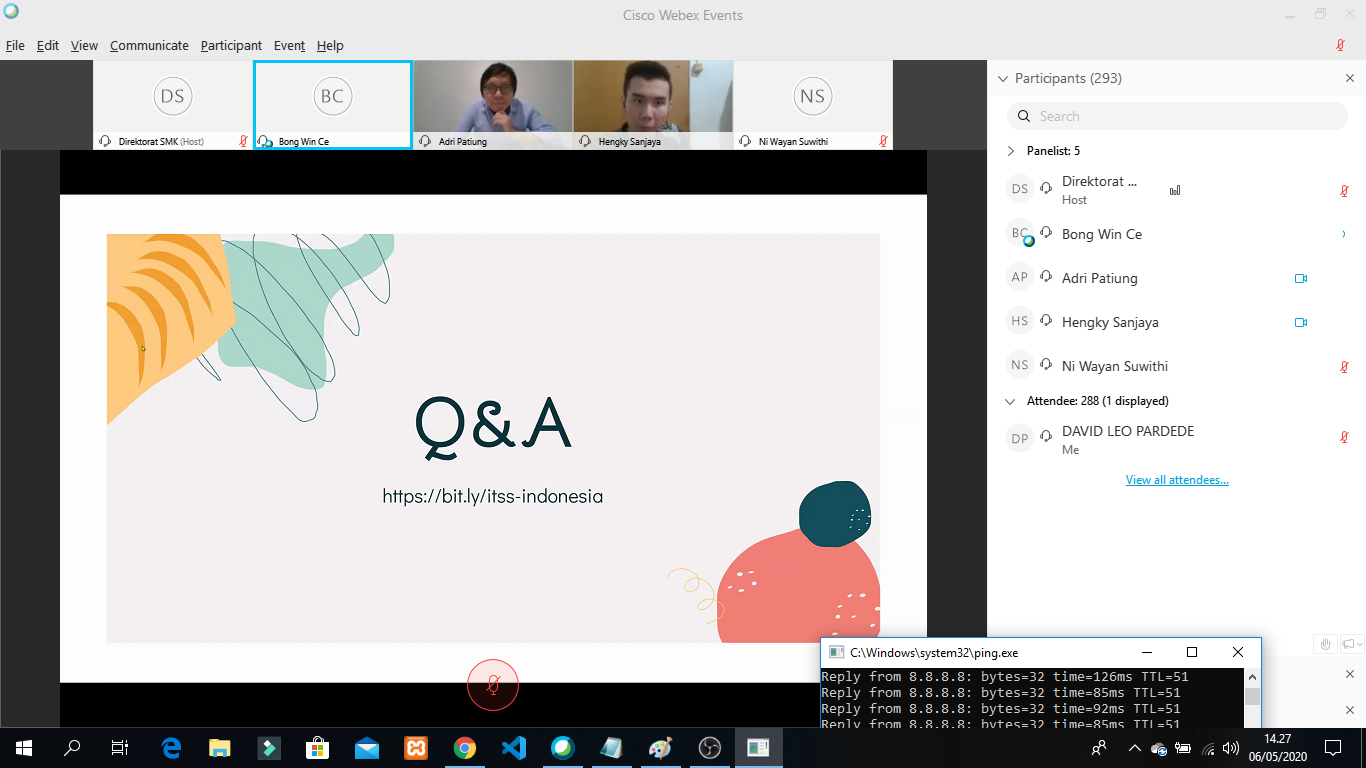 Cisco Webex Events
File Edit View Communicate Participant Event Help
DS
Direktorat SMK (Host)
BC
Bong Win Ce
Adri Patiung
Hengky Sanjaya
NS
Ni Wayan Suwithi
Q&A
https://bit.ly/itss-indonesia
Participants (293)
Search
Panelist: 5
DS Direktorat ...
Host
BC Bong Win Ce
AP Adri Patiung
HS Hengky Sanjaya
NS Ni Wayan Suwithi
Attendee: 288 (1 displayed)
DP DAVID LEO PARDEDE
Me
View all attendees...
C:\Windows\system32\ping.exe
Reply from 8.8.8.8: bytes=32 time=126ms TTL=51
Reply from 8.8.8.8: bytes=32 time=85ms TTL=51
Reply from 8.8.8.8: bytes=32 time=92ms TTL=51
Reply from 8.8.8.8: bytes=32 time=85ms TTL=51
14.27
06/05/2020